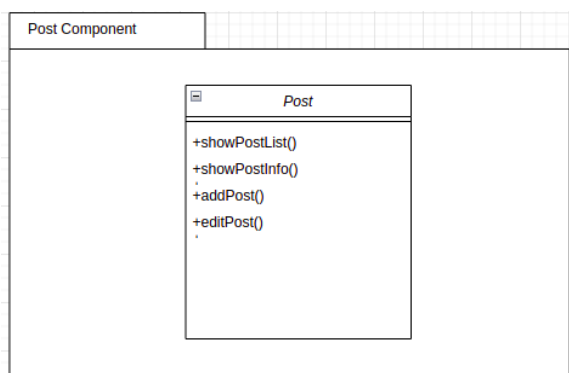 Post Component
Post
+showPostList()
+showPostInfo()
+addPost()
+editPost()